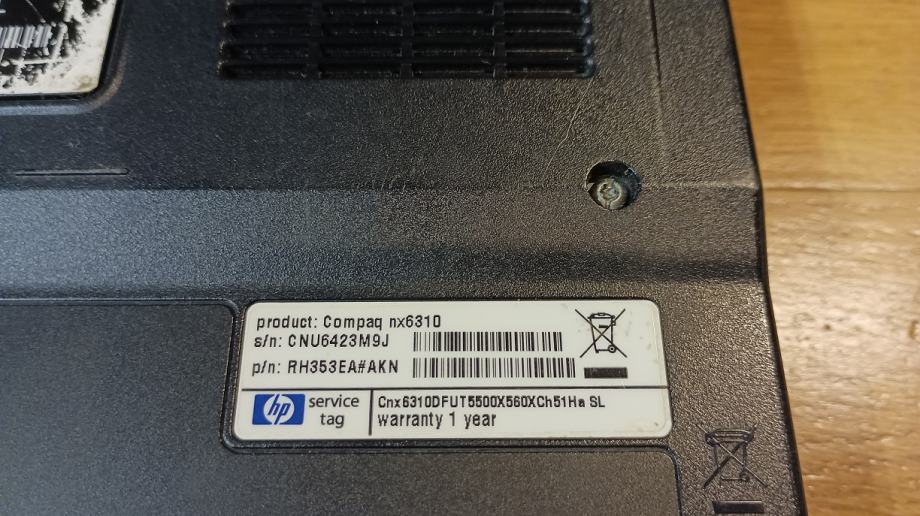 product: Compaq nx6310
s/n: CNU6423M9J
p/n: RH353EA#AKN
hp service tag
Cnx6310DFUT5500X560XCh51Ha SL
warranty 1 year